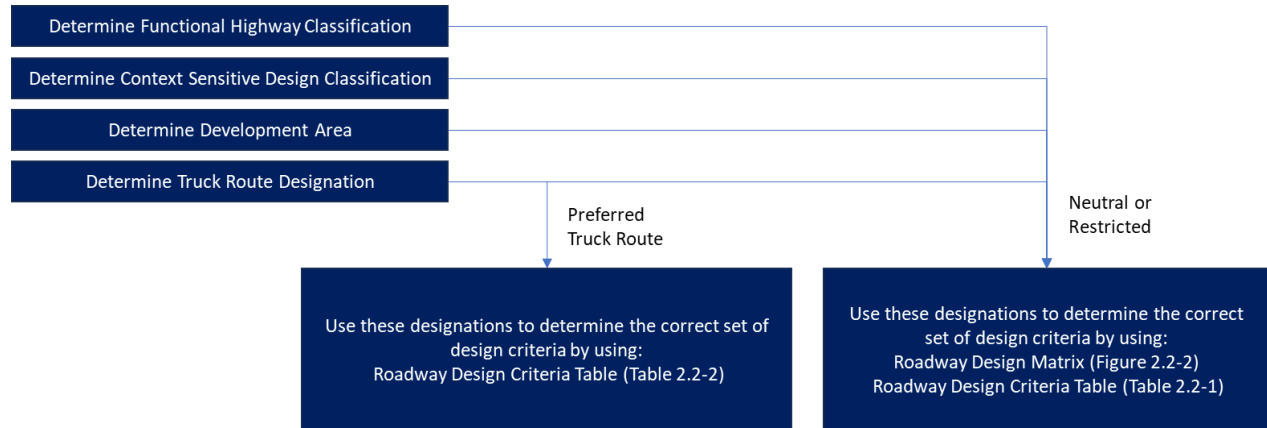 Determine Functional Highway Classification
Determine Context Sensitive Design Classification
Determine Development Area
Determine Truck Route Designation
Preferred
Truck Route
Neutral or
Restricted
Use these designations to determine the correct set of
design criteria by using:
Roadway Design Criteria Table (Table 2.2-2)
Use these designations to determine the correct
set of design criteria by using:
Roadway Design Matrix (Figure 2.2-2)
Roadway Design Criteria Table (Table 2.2-1)